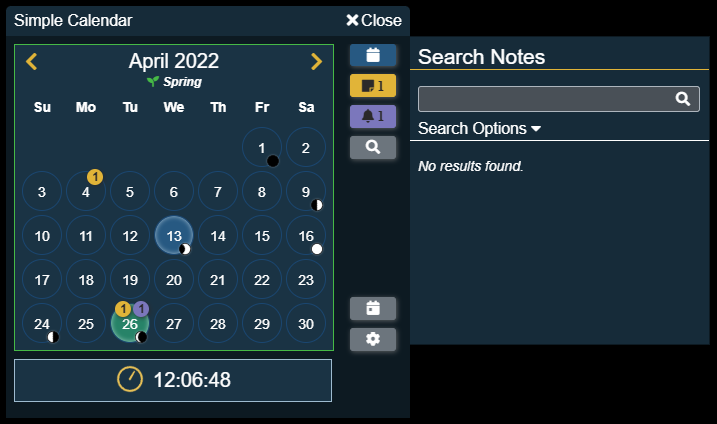 Simple Calendar
Close
April 2022
Spring
Su Mo Tu We Th Fr Sa
1 2
1
3 4 5 6 7 8 9
10 11 12 13 14 15 16
17 18 19 20 21 22 23
1 1
24 25 26 27 28 29 30
12:06:48
1
1
Search Notes
Search Options
No results found.